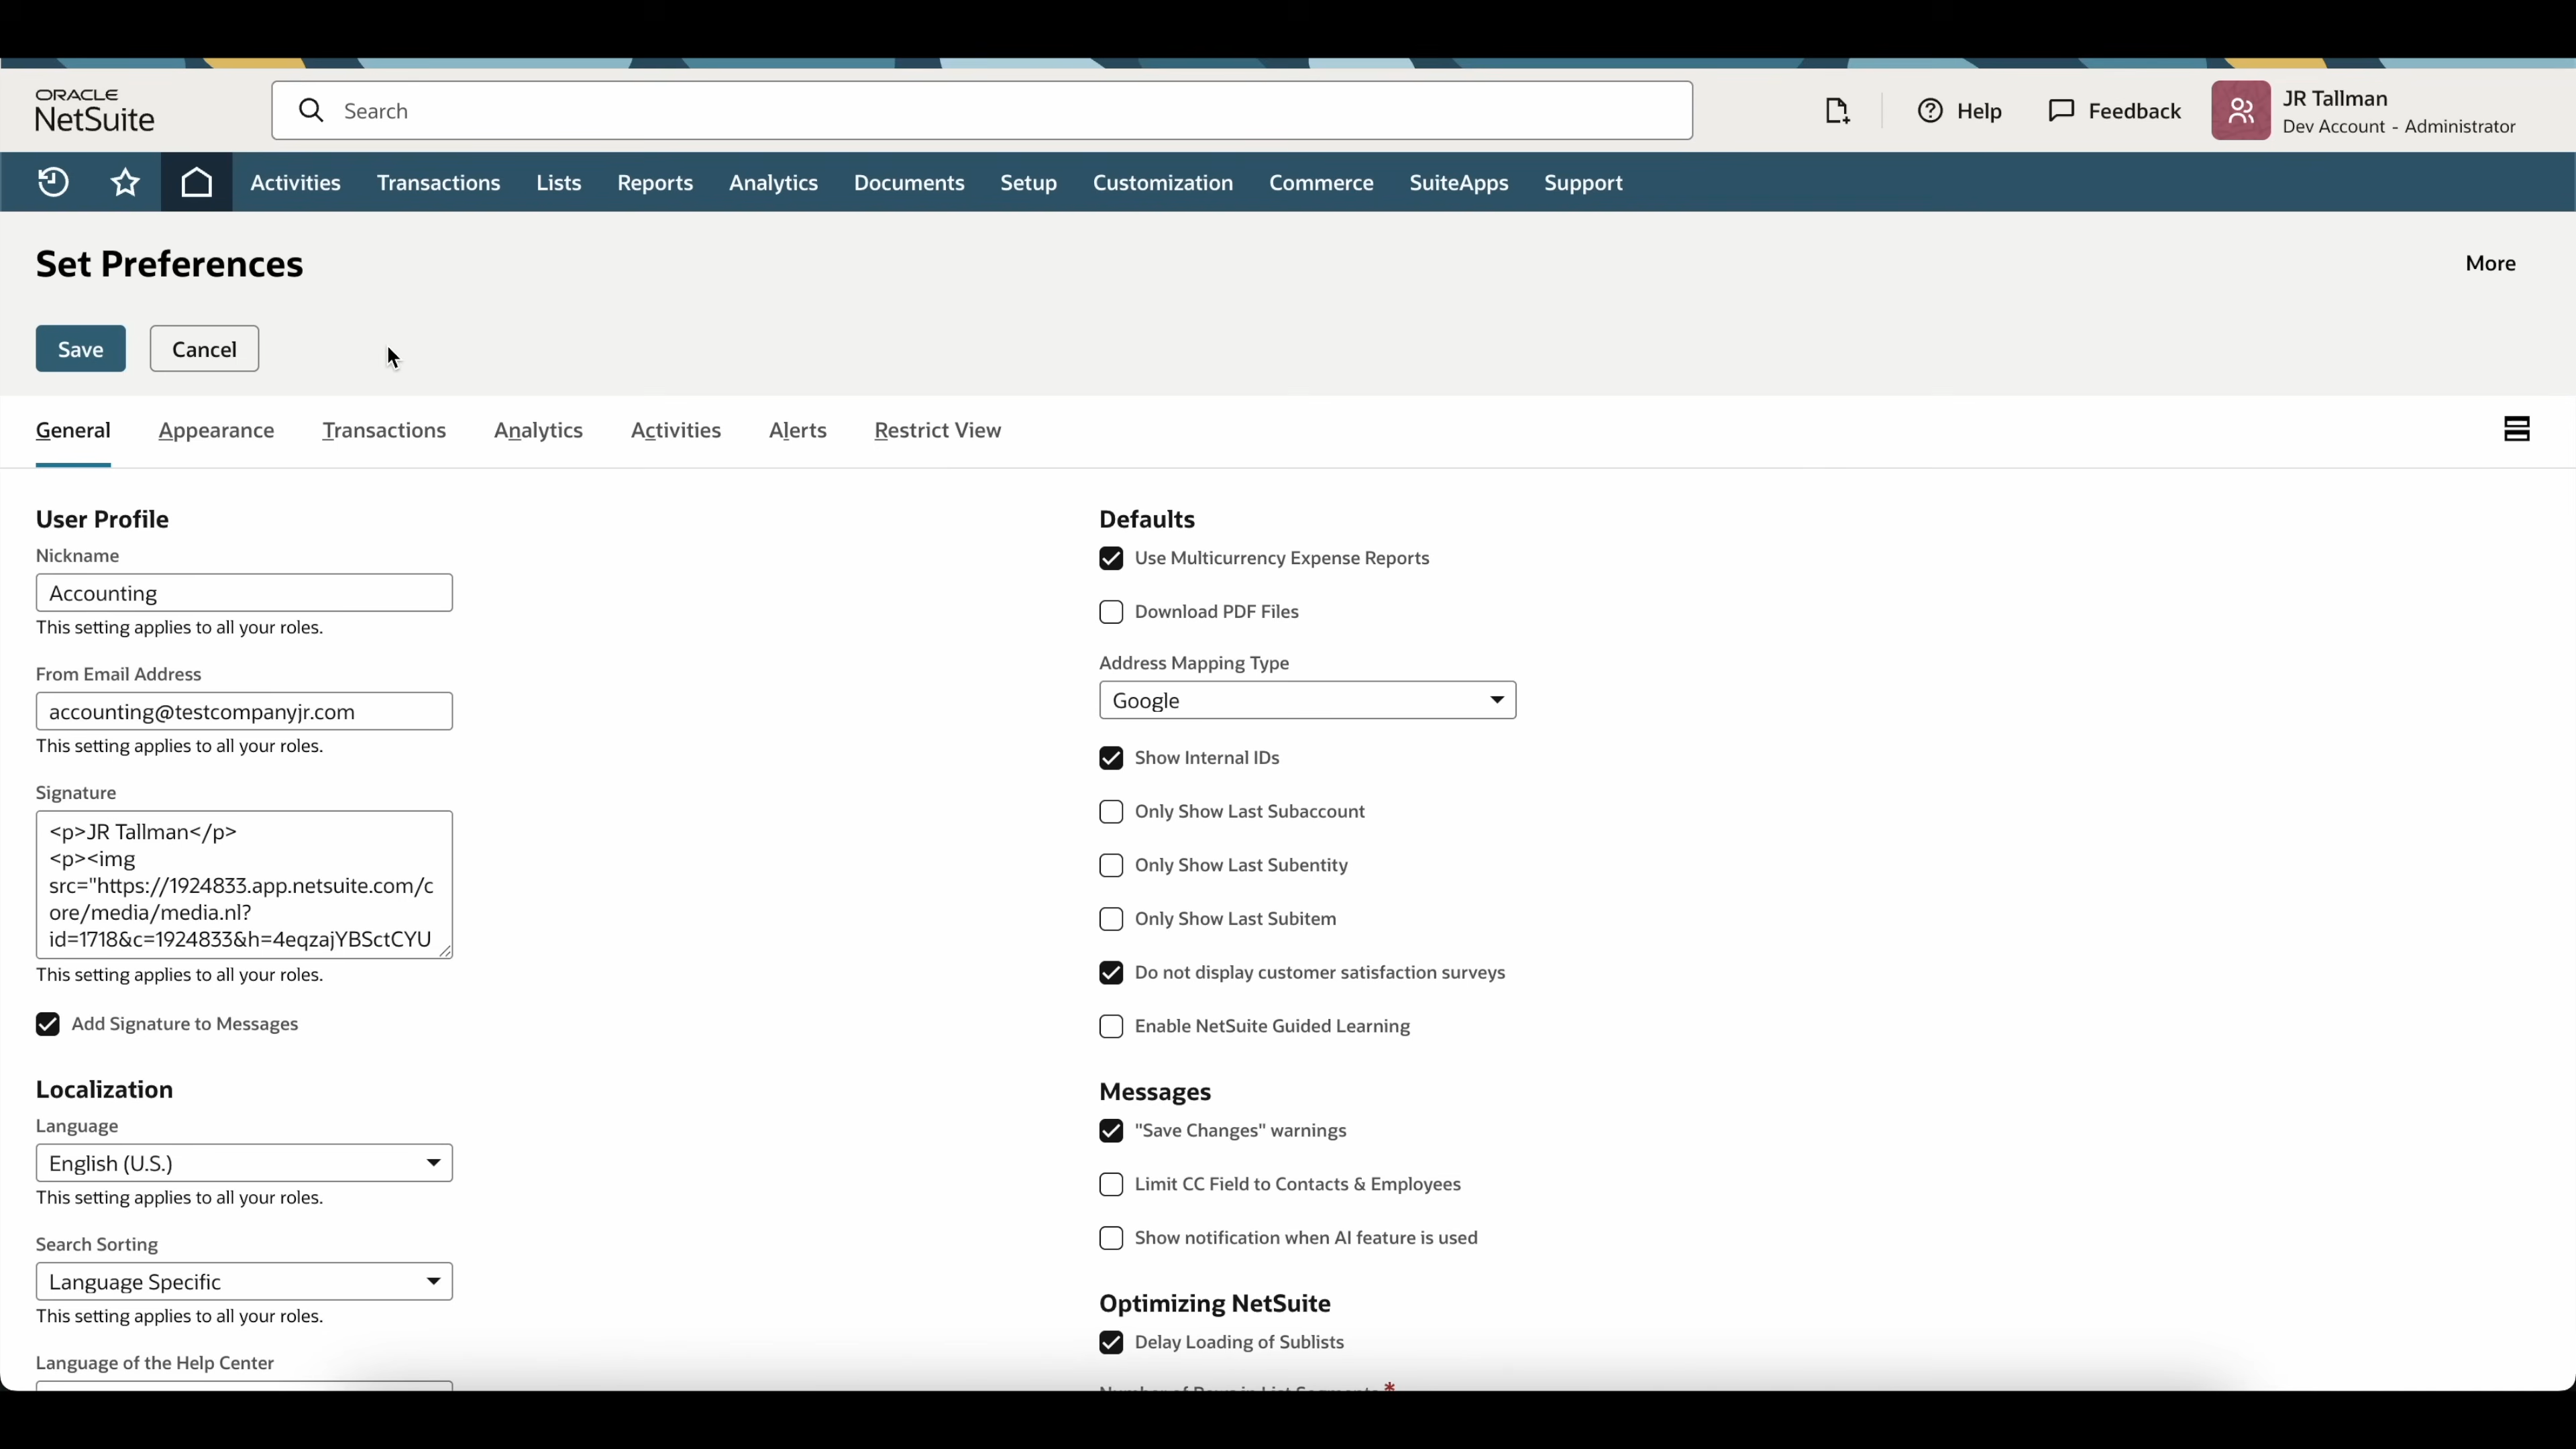 ORACLE
NetSuite
Search
Help
Feedback
JR Tallman
Dev Account - Administrator
Activities
Transactions
Lists
Reports
Analytics
Documents
Setup
Customization
Commerce
SuiteApps
Support
Set Preferences
More
Save
Cancel
General
Appearance
Transactions
Analytics
Activities
Alerts
Restrict View
User Profile
Nickname
Accounting
This setting applies to all your roles.
From Email Address
accounting@testcompanyjr.com
This setting applies to all your roles.
Signature
<p>JR Tallman</p>
<p><img
src="https://1924833.app.netsuite.com/c
ore/media/media.nl?
id=1718&c=1924833&h=4eqzajYBSctCYU
This setting applies to all your roles.
Add Signature to Messages
Localization
Language
English (U.S.)
This setting applies to all your roles.
Search Sorting
Language Specific
This setting applies to all your roles.
Language of the Help Center
Defaults
Use Multicurrency Expense Reports
Download PDF Files
Address Mapping Type
Google
Show Internal IDs
Only Show Last Subaccount
Only Show Last Subentity
Only Show Last Subitem
Do not display customer satisfaction surveys
Enable NetSuite Guided Learning
Messages
"Save Changes" warnings
Limit CC Field to Contacts & Employees
Show notification when AI feature is used
Optimizing NetSuite
Delay Loading of Sublists